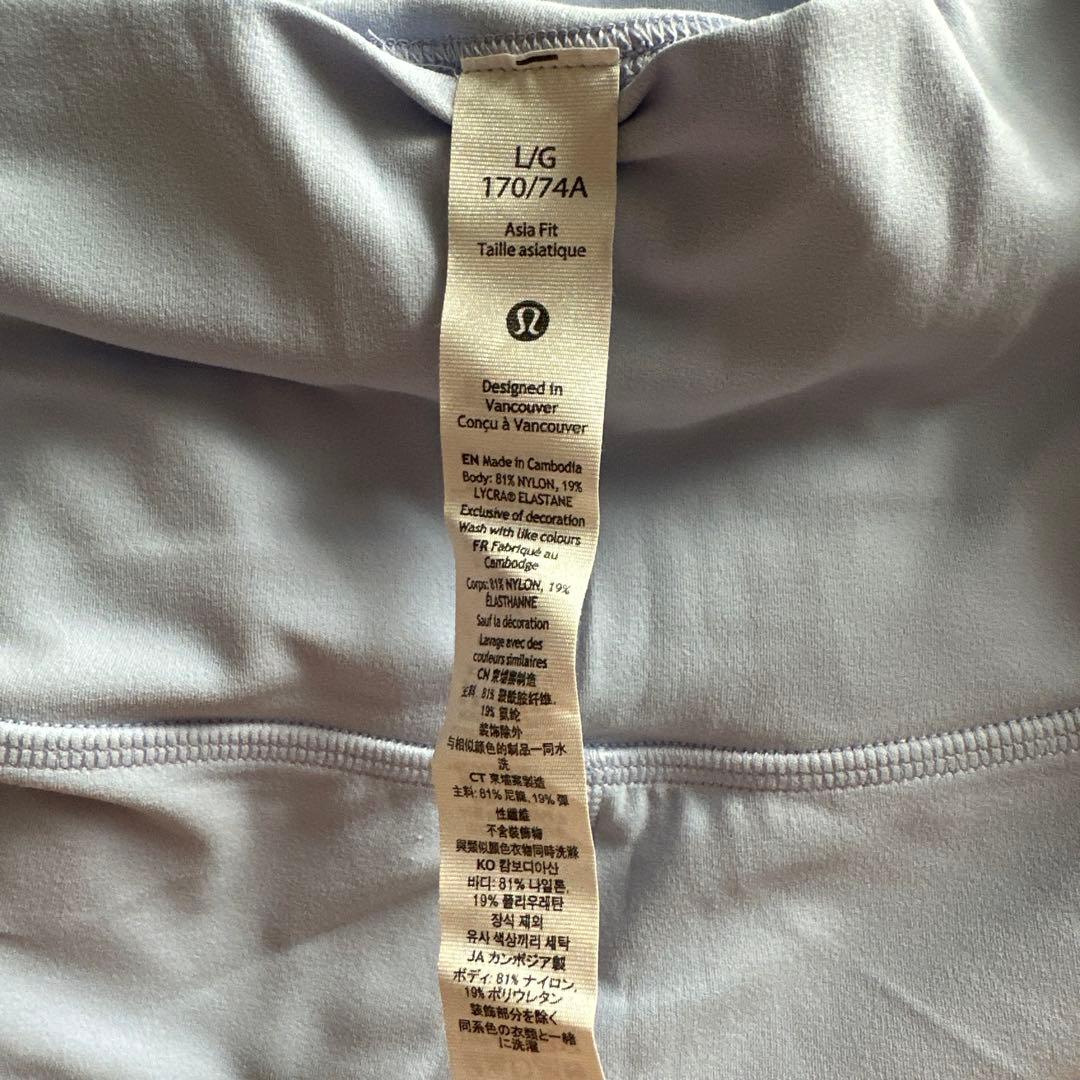 L/G
170/74A
Asia Fit
Taille asiatique
Designed in
Vancouver
Conçu à Vancouver
EN Made in Cambodia
Body: 81% NYLON, 19%
LYCRA® ELASTANE
Exclusive of decoration
Wash with like colours
FR Fabriqué au
Cambodge
Corps: 81% NYLON, 19%
ÉLASTHANNE
Sauf la décoration
Lavage avec des
couleurs similaires
CN 柬埔寨制造
主料: 81% 聚酰胺纤维,
19% 氨纶
装饰除外
与相似颜色的制品一同水
洗
CT 柬埔寨製造
主料: 81% 尼龍, 19% 彈
性纖維
不含裝飾物
與類似顏色衣物同時洗滌
KO 캄보디아산
바디: 81% 나일론,
19% 폴리우레탄
장식 제외
유사 색상끼리 세탁
JA カンボジア製
ボディ: 81% ナイロン,
19% ポリウレタン
装飾部分を除く
同系色の衣類と一緒
に洗濯